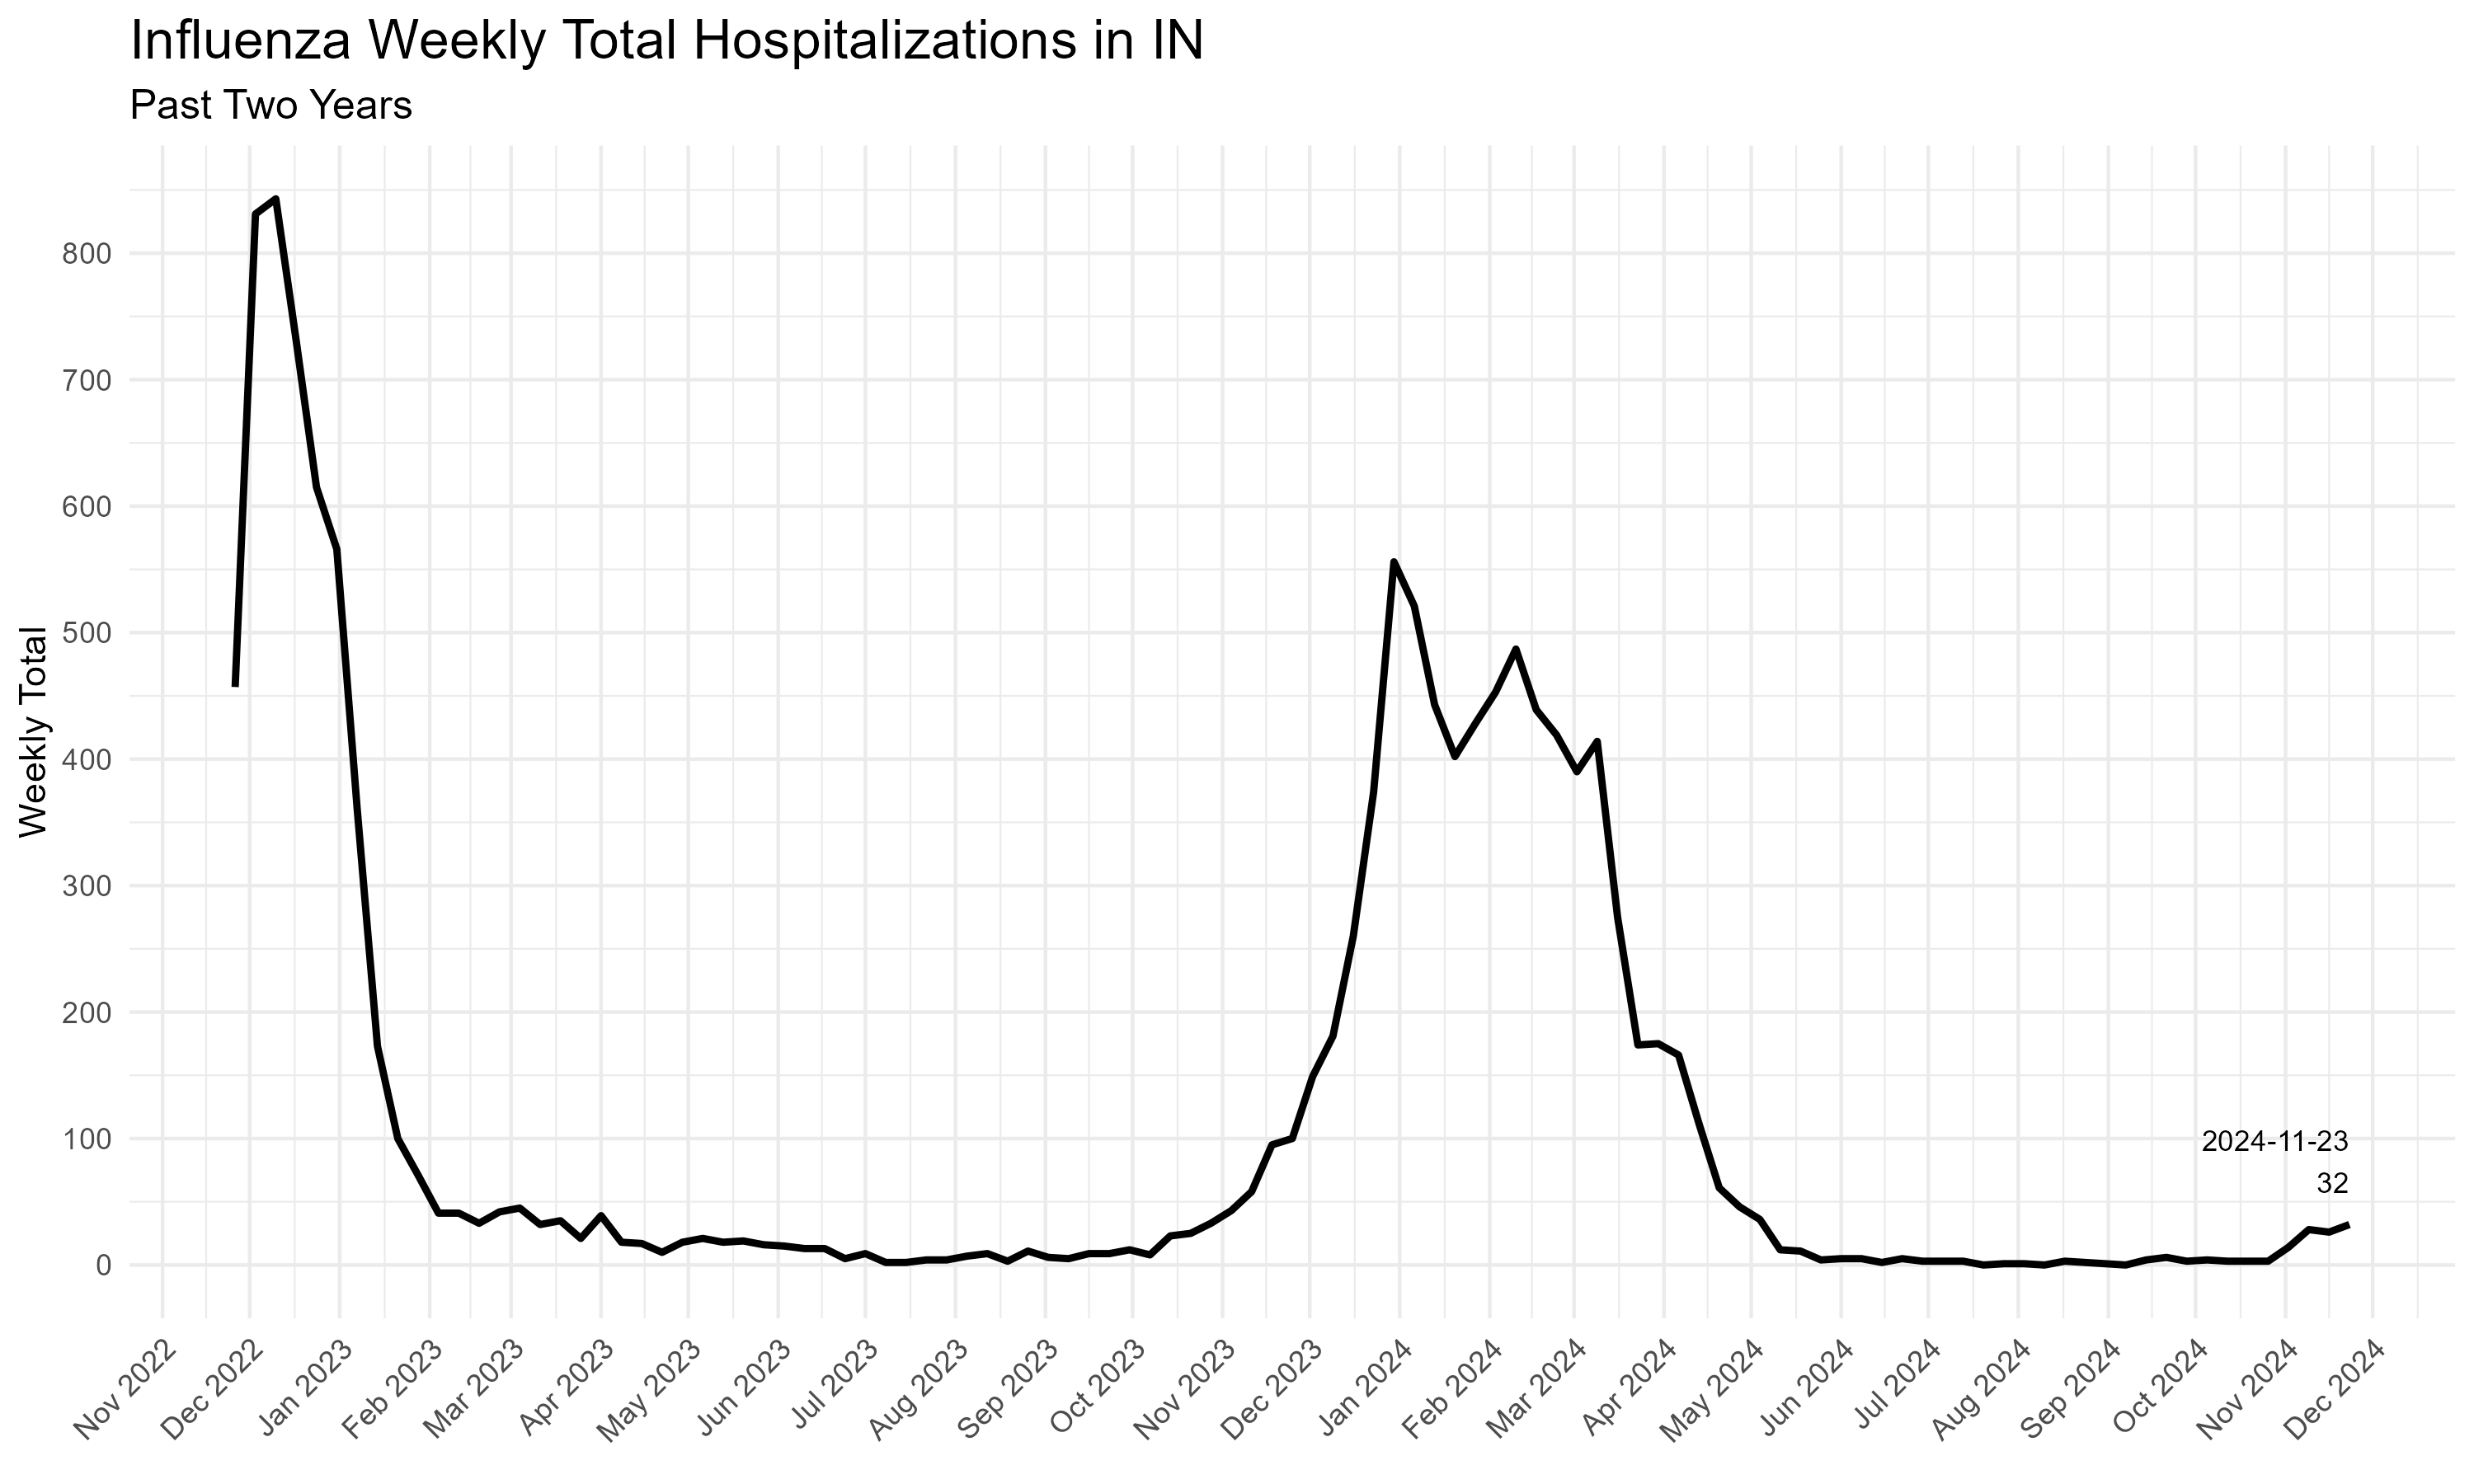 Influenza Weekly Total Hospitalizations in IN
Past Two Years
Weekly Total
800
700
600
500
400
300
200
100
0
2024-11-23
32
Nov 2022
Dec 2022
Jan 2023
Feb 2023
Mar 2023
Apr 2023
May 2023
Jun 2023
Jul 2023
Aug 2023
Sep 2023
Oct 2023
Nov 2023
Dec 2023
Jan 2024
Feb 2024
Mar 2024
Apr 2024
May 2024
Jun 2024
Jul 2024
Aug 2024
Sep 2024
Oct 2024
Nov 2024
Dec 2024